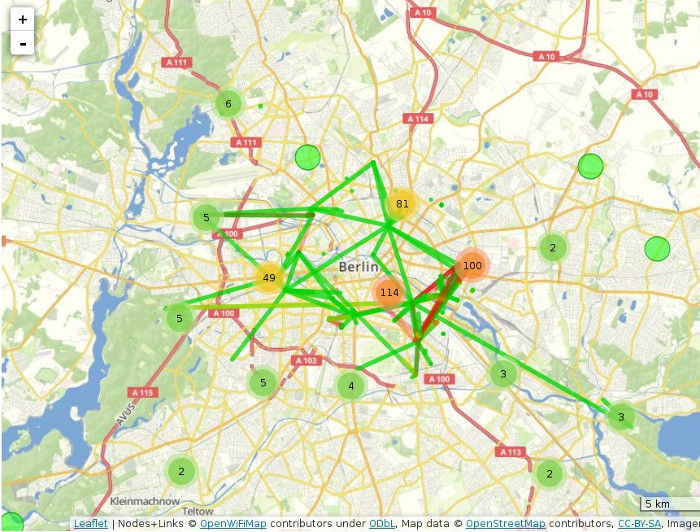 +
-
A 10
A 10
A 111
A 10
6
A 114
A 111
81
5
A 100
2
Berlin
100
49
114
5
A 100
A 103
3
5
4
A 100
A 115
AVUS
3
A 113
2
2
Kleinmachnow
5 km
Teltow
Leaflet | Nodes+Links © OpenWiFiMap contributors under ODbL, Map data © OpenStreetMap contributors, CC-BY-SA, Imager